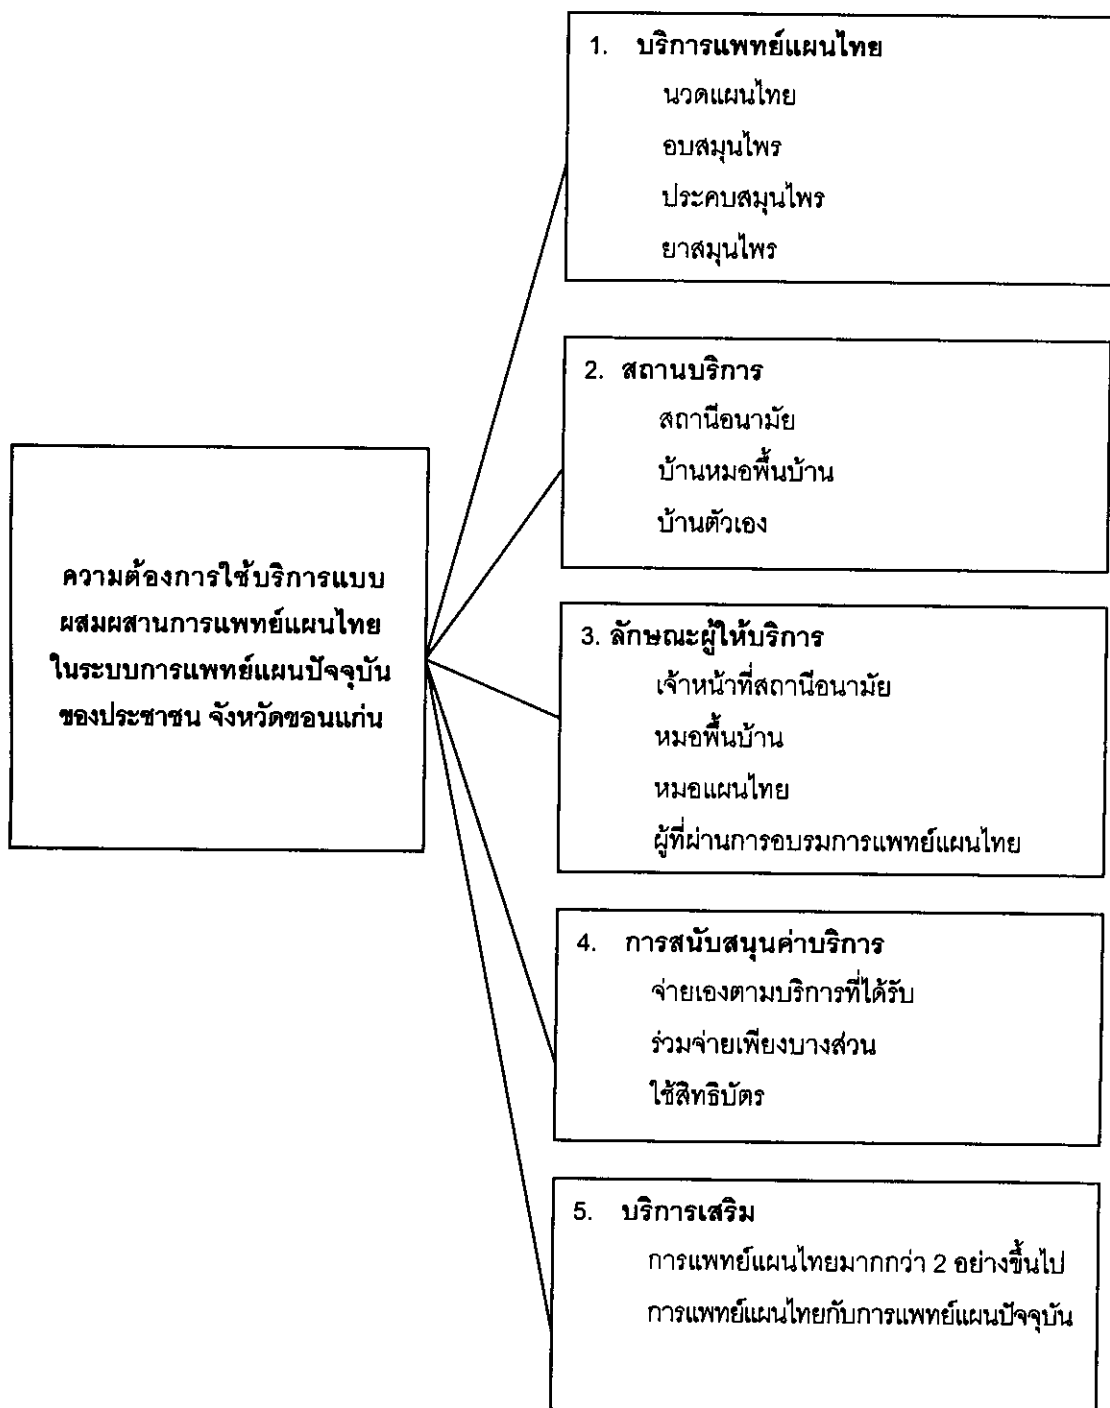 1. บริการแพทย์แผนไทย
นวดแผนไทย
อบสมุนไพร
ประคบสมุนไพร
ยาสมุนไพร
2. สถานบริการ
สถานีอนามัย
บ้านหมอพื้นบ้าน
บ้านตัวเอง
ความต้องการใช้บริการแบบ
ผสมผสานการแพทย์แผนไทย
ในระบบการแพทย์แผนปัจจุบัน
ของประชาชน จังหวัดขอนแก่น
3. ลักษณะผู้ให้บริการ
เจ้าหน้าที่สถานีอนามัย
หมอพื้นบ้าน
หมอแผนไทย
ผู้ที่ผ่านการอบรมการแพทย์แผนไทย
4. การสนับสนุนค่าบริการ
จ่ายเองตามบริการที่ได้รับ
ร่วมจ่ายเพียงบางส่วน
ใช้สิทธิบัตร
5. บริการเสริม
การแพทย์แผนไทยมากกว่า 2 อย่างขึ้นไป
การแพทย์แผนไทยกับการแพทย์แผนปัจจุบัน